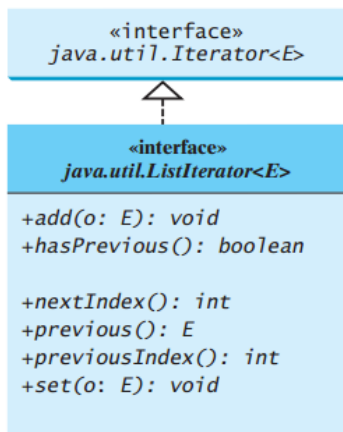 «interface»
java.util.Iterator<E>
«interface»
java.util.ListIterator<E>
+add(o: E): void
+hasPrevious(): boolean
+nextIndex(): int
+previous(): E
+previousIndex(): int
+set(o: E): void